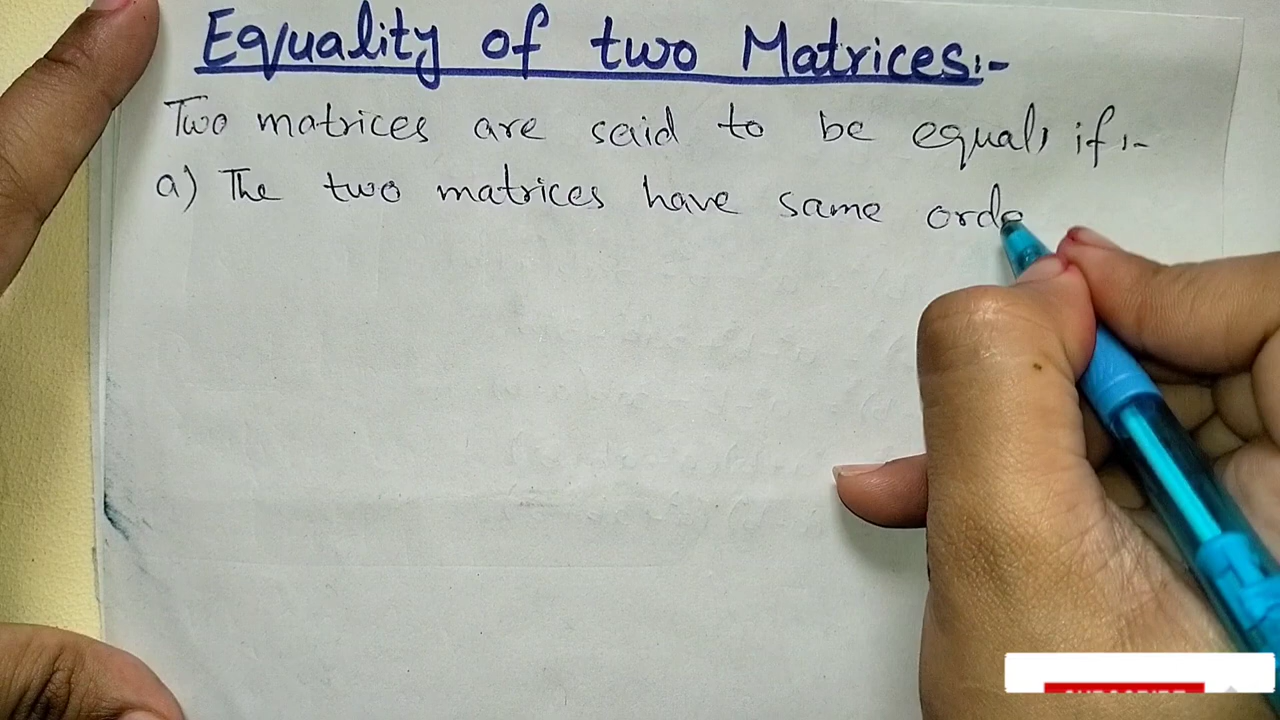 Equality of two Matrices:-
Two matrices are said to be equal, if:-
a) The two matrices have same orde